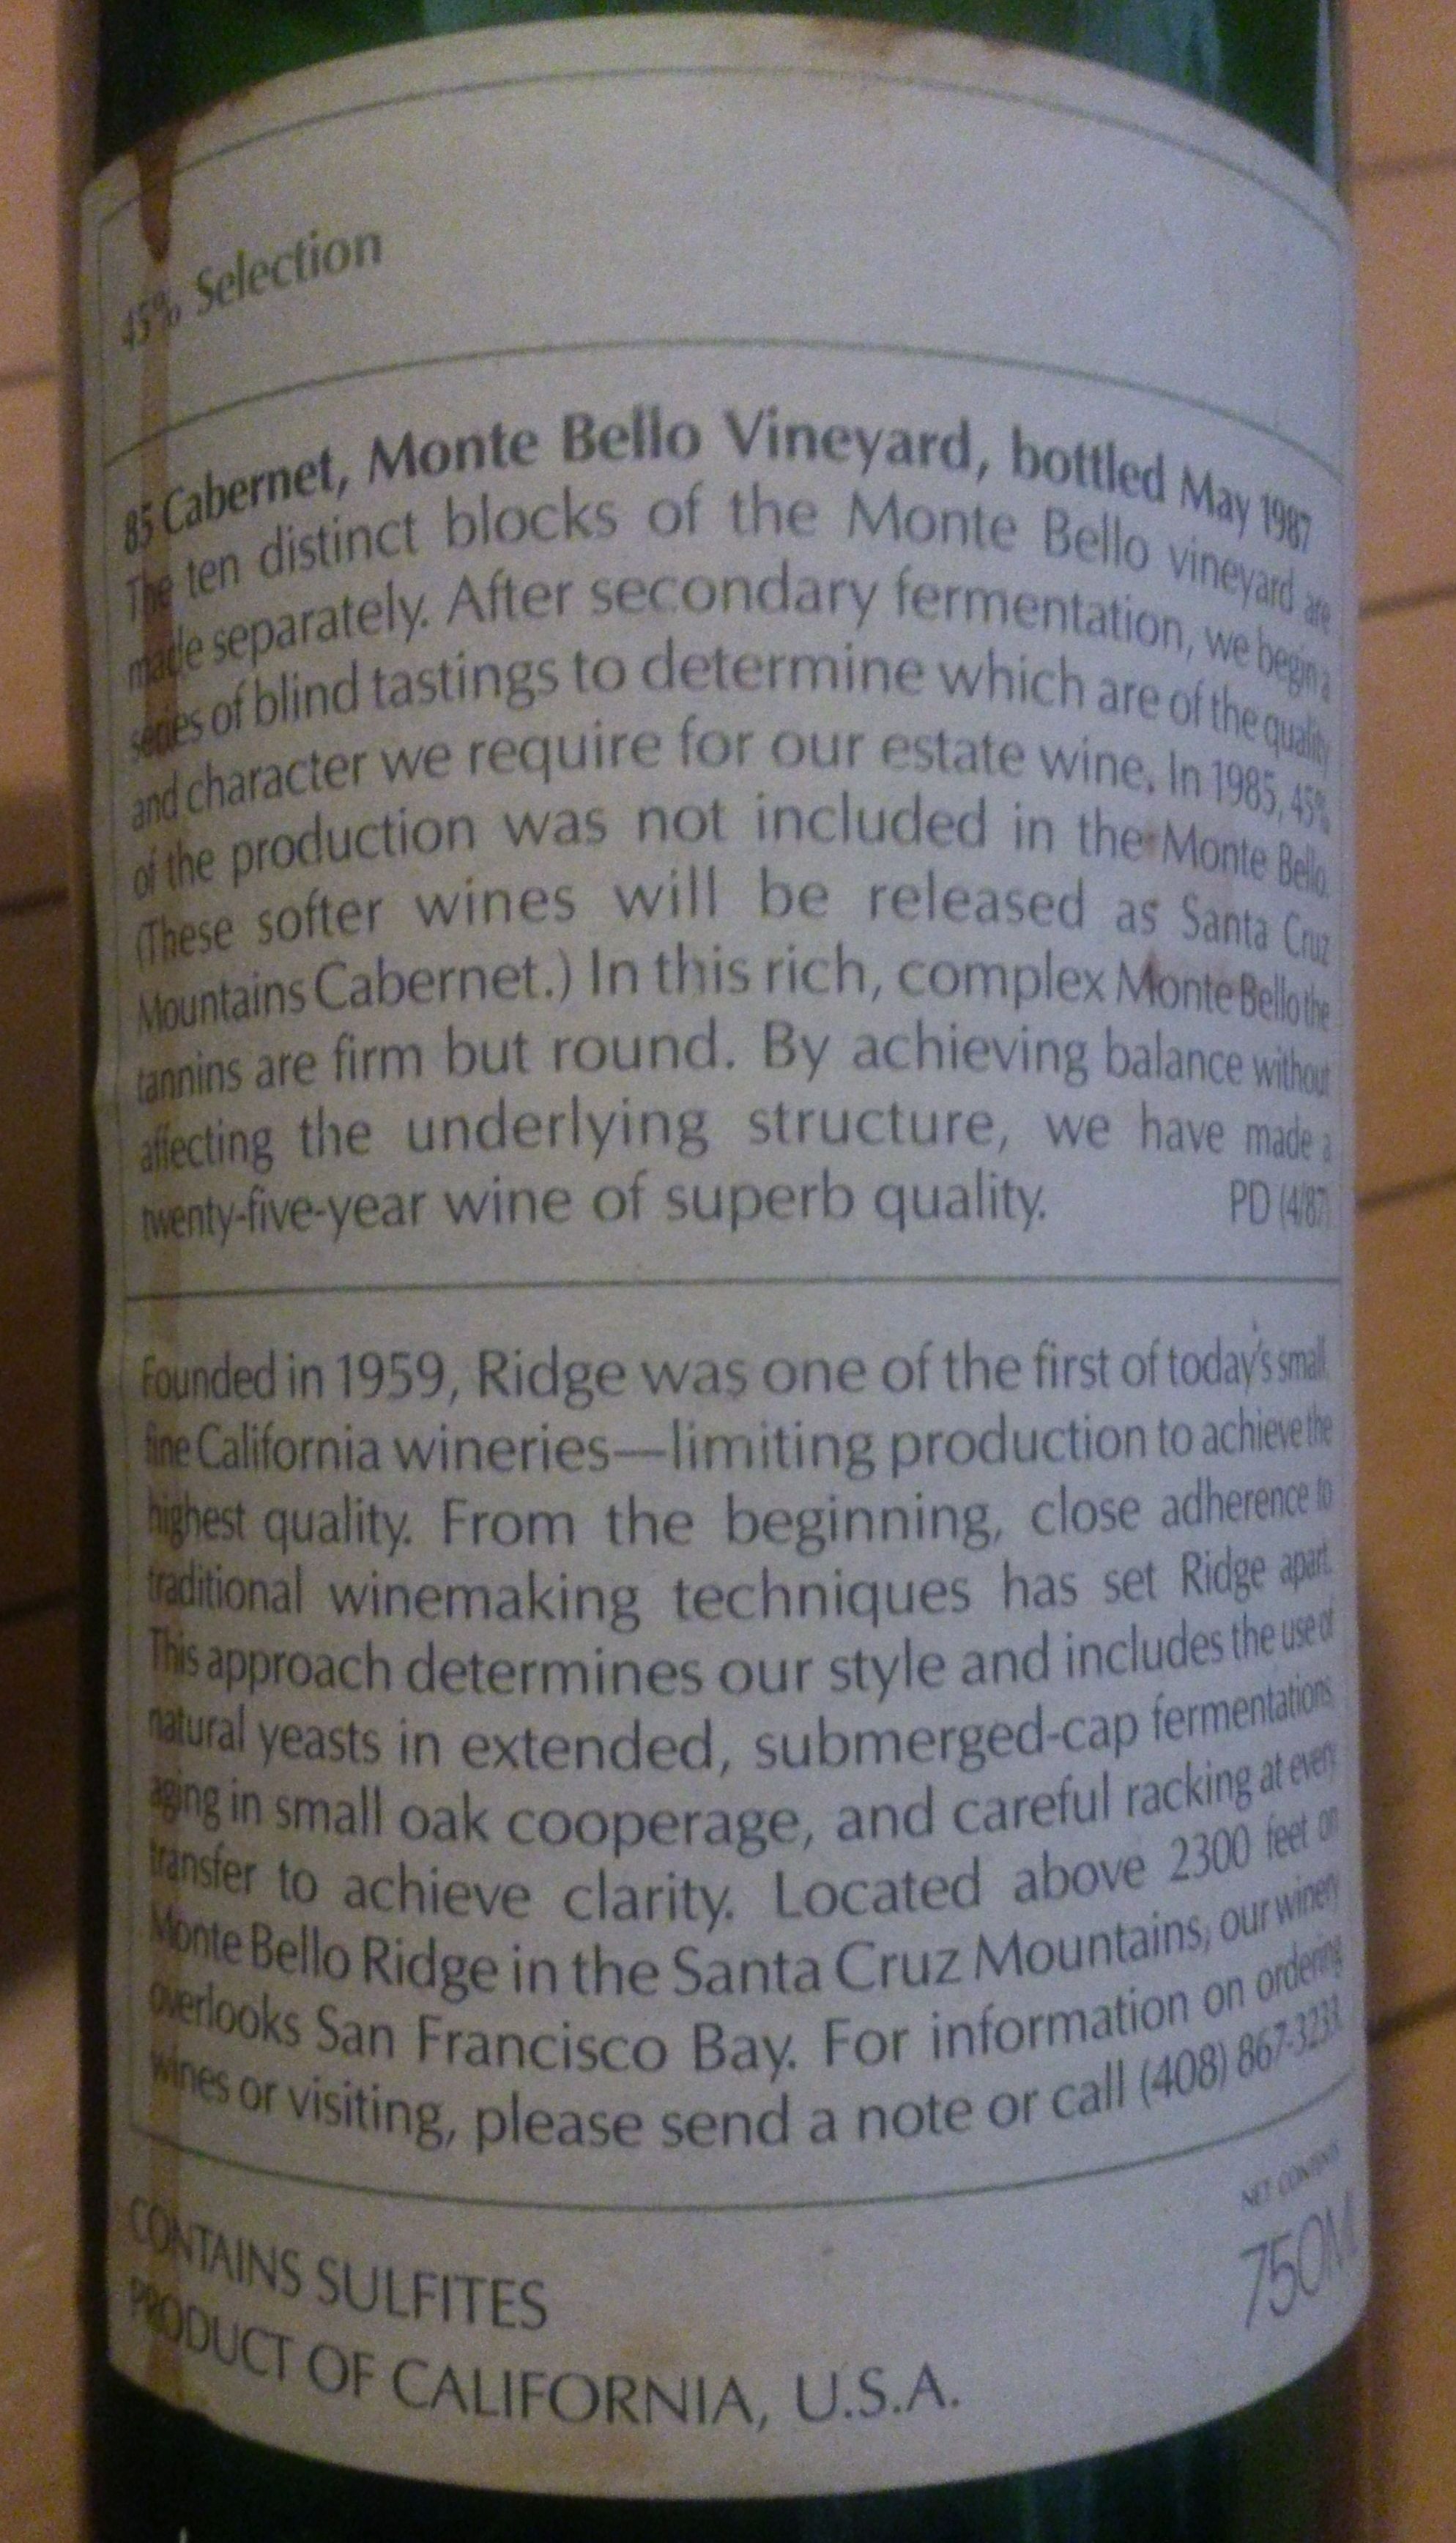 45% Selection
85 Cabernet, Monte Bello Vineyard, bottled May 1987
The ten distinct blocks of the Monte Bello vineyard are
made separately. After secondary fermentation, we begin a
series of blind tastings to determine which are of the quality
and character we require for our estate wine. In 1985, 45%
of the production was not included in the Monte Bello.
(These softer wines will be released as Santa Cruz
Mountains Cabernet.) In this rich, complex Monte Bello the
tannins are firm but round. By achieving balance without
affecting the underlying structure, we have made a
twenty-five-year wine of superb quality. PD (4/87)
Founded in 1959, Ridge was one of the first of today's small,
fine California wineries—limiting production to achieve the
highest quality. From the beginning, close adherence to
traditional winemaking techniques has set Ridge apart.
This approach determines our style and includes the use of
natural yeasts in extended, submerged-cap fermentations,
aging in small oak cooperage, and careful racking at every
transfer to achieve clarity. Located above 2300 feet on
Monte Bello Ridge in the Santa Cruz Mountains, our winery
overlooks San Francisco Bay. For information on ordering
wines or visiting, please send a note or call (408) 867-3233.
NET CONTENTS
750ML
CONTAINS SULFITES
PRODUCT OF CALIFORNIA, U.S.A.